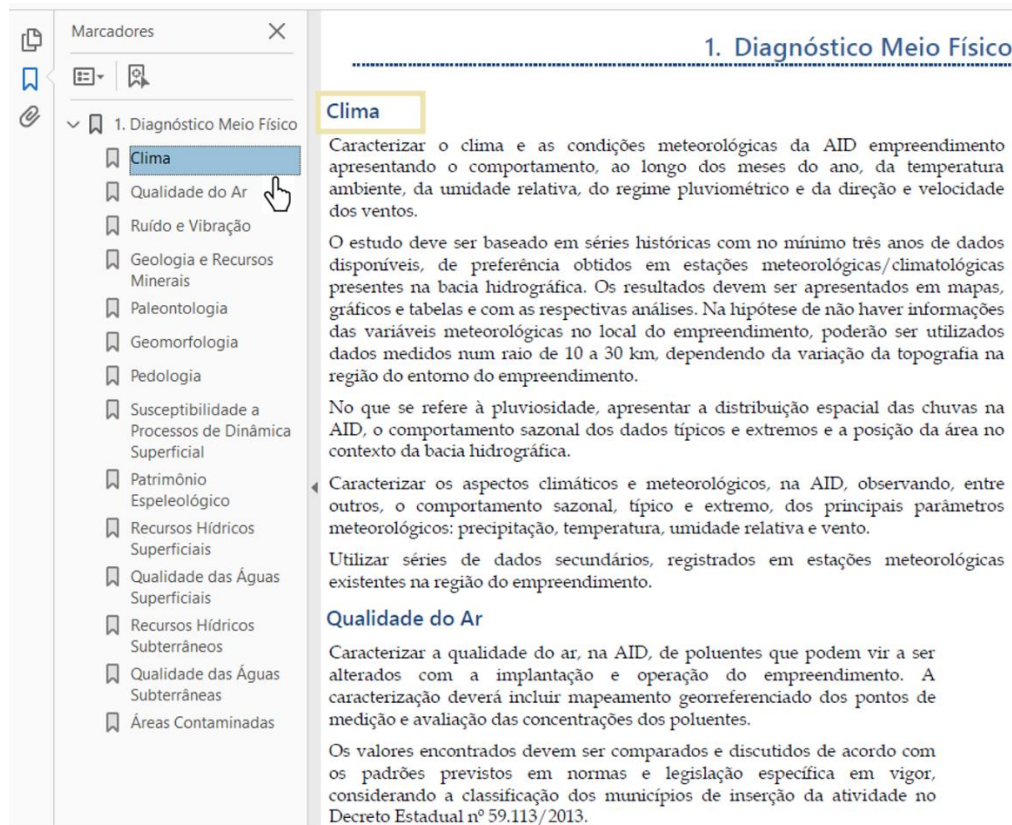 Marcadores
1. Diagnóstico Meio Físico
Clima
Qualidade do Ar
Ruído e Vibração
Geologia e Recursos
Minerais
Paleontologia
Geomorfologia
Pedologia
Susceptibilidade a
Processos de Dinâmica
Superficial
Patrimônio
Espeleológico
Recursos Hídricos
Superficiais
Qualidade das Águas
Superficiais
Recursos Hídricos
Subterrâneos
Qualidade das Águas
Subterrâneas
Áreas Contaminadas
1. Diagnóstico Meio Físico
Clima
Caracterizar o clima e as condições meteorológicas da AID empreendimento
apresentando o comportamento, ao longo dos meses do ano, da temperatura
ambiente, da umidade relativa, do regime pluviométrico e da direção e velocidade
dos ventos.
O estudo deve ser baseado em séries históricas com no mínimo três anos de dados
disponíveis, de preferência obtidos em estações meteorológicas/climatológicas
presentes na bacia hidrográfica. Os resultados devem ser apresentados em mapas,
gráficos e tabelas e com as respectivas análises. Na hipótese de não haver informações
das variáveis meteorológicas no local do empreendimento, poderão ser utilizados
dados medidos num raio de 10 a 30 km, dependendo da variação da topografia na
região do entorno do empreendimento.
No que se refere à pluviosidade, apresentar a distribuição espacial das chuvas na
AID, o comportamento sazonal dos dados típicos e extremos e a posição da área no
contexto da bacia hidrográfica.
Caracterizar os aspectos climáticos e meteorológicos, na AID, observando, entre
outros, o comportamento sazonal, típico e extremo, dos principais parâmetros
meteorológicos: precipitação, temperatura, umidade relativa e vento.
Utilizar séries de dados secundários, registrados em estações meteorológicas
existentes na região do empreendimento.
Qualidade do Ar
Caracterizar a qualidade do ar, na AID, de poluentes que podem vir a ser
alterados com a implantação e operação do empreendimento. A
caracterização deverá incluir mapeamento georreferenciado dos pontos de
medição e avaliação das concentrações dos poluentes.
Os valores encontrados devem ser comparados e discutidos de acordo com
os padrões previstos em normas e legislação específica em vigor,
considerando a classificação dos municípios de inserção da atividade no
Decreto Estadual nº 59.113/2013.